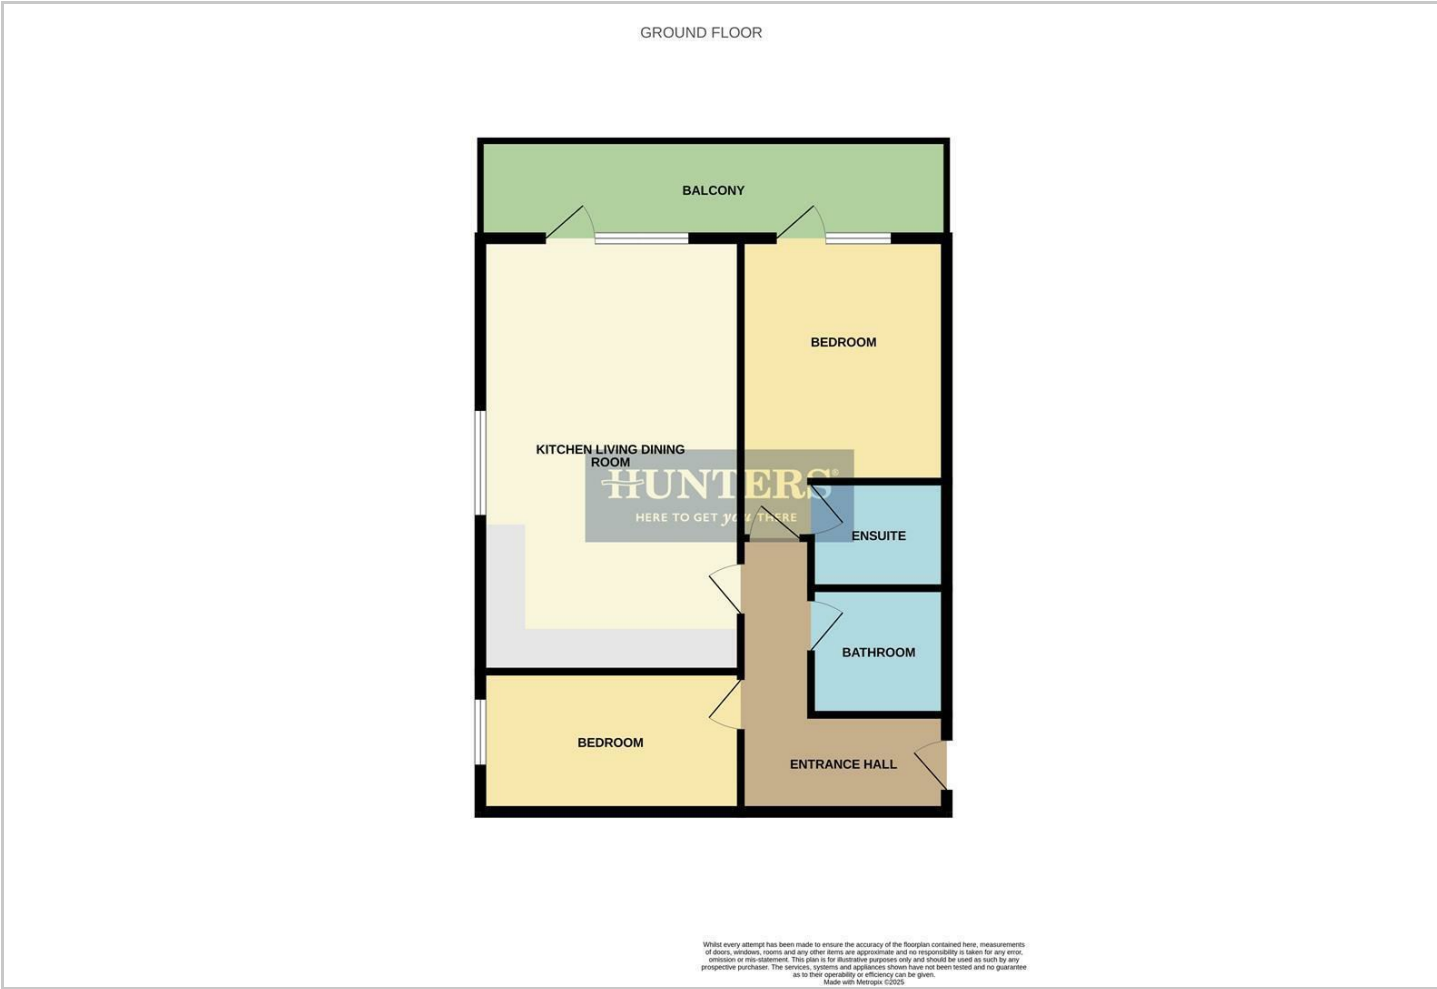 GROUND FLOOR
BALCONY
BEDROOM
KITCHEN LIVING DINING
ROOM
HUNTERS®
HERE TO GET you THERE
ENSUITE
BATHROOM
BEDROOM
ENTRANCE HALL
Whilst every attempt has been made to ensure the accuracy of the floorplan contained here, measurements
of doors, windows, rooms and any other items are approximate and no responsibility is taken for any error,
omission or mis-statement. This plan is for illustrative purposes only and should be used as such by any
prospective purchaser. The services, systems and appliances shown have not been tested and no guarantee
as to their operability or efficiency can be given.
Made with Metropix ©2025